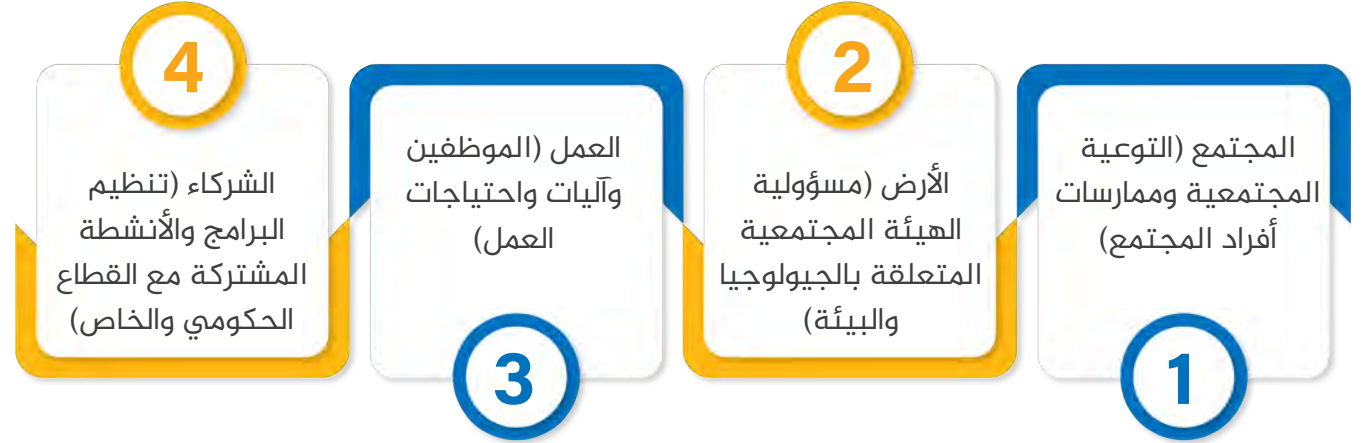 المجتمع (التوعية
المجتمعية وممارسات
أفراد المجتمع)
1
2
الأرض (مسؤولية
الهيئة المجتمعية
المتعلقة بالجيولوجيا
والبيئة)
العمل (الموظفين
وآليات واحتياجات
العمل)
3
4
الشركاء (تنظيم
البرامج والأنشطة
المشتركة مع القطاع
الحكومي والخاص)